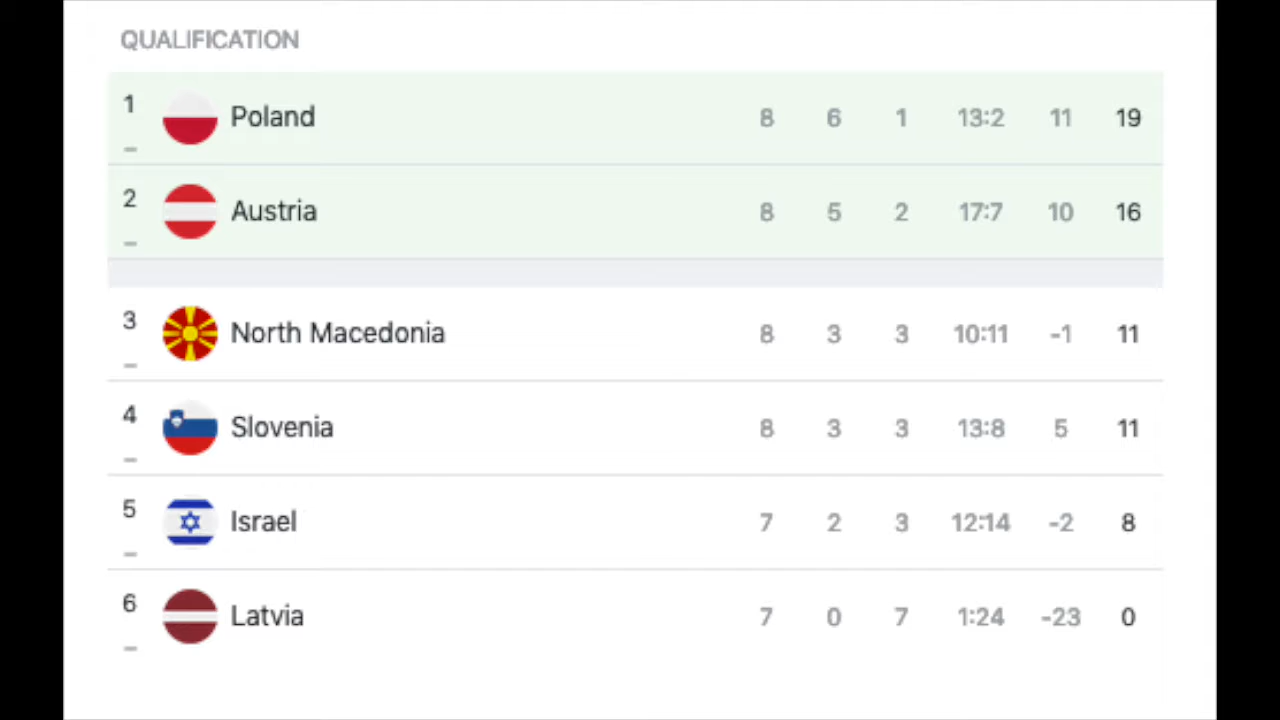 QUALIFICATION
1 Poland 8 6 1 13:2 11 19
–
2 Austria 8 5 2 17:7 10 16
–
3 North Macedonia 8 3 3 10:11 -1 11
–
4 Slovenia 8 3 3 13:8 5 11
–
5 Israel 7 2 3 12:14 -2 8
–
6 Latvia 7 0 7 1:24 -23 0
–